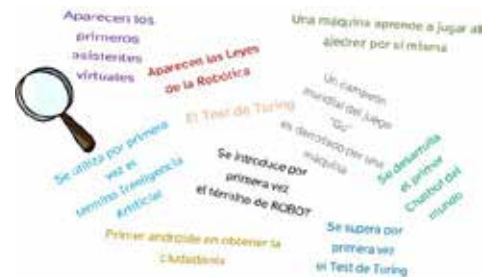 Aparecen los
primeros
asistentes
virtuales
Una máquina aprende a jugar al
ajedrez por sí misma
Aparecen las Leyes
de la Robótica
Un campeón
mundial del juego
"Go"
es derrotado por una
máquina
El Test de Turing
Se utiliza por primera
vez el
término Inteligencia
Artificial
Se introduce por
primera vez
el término de ROBOT
Se desarrolla
el primer
Chatbot del
mundo
Primer androide en obtener la
ciudadanía
Se supera por
primera vez
el Test de Turing